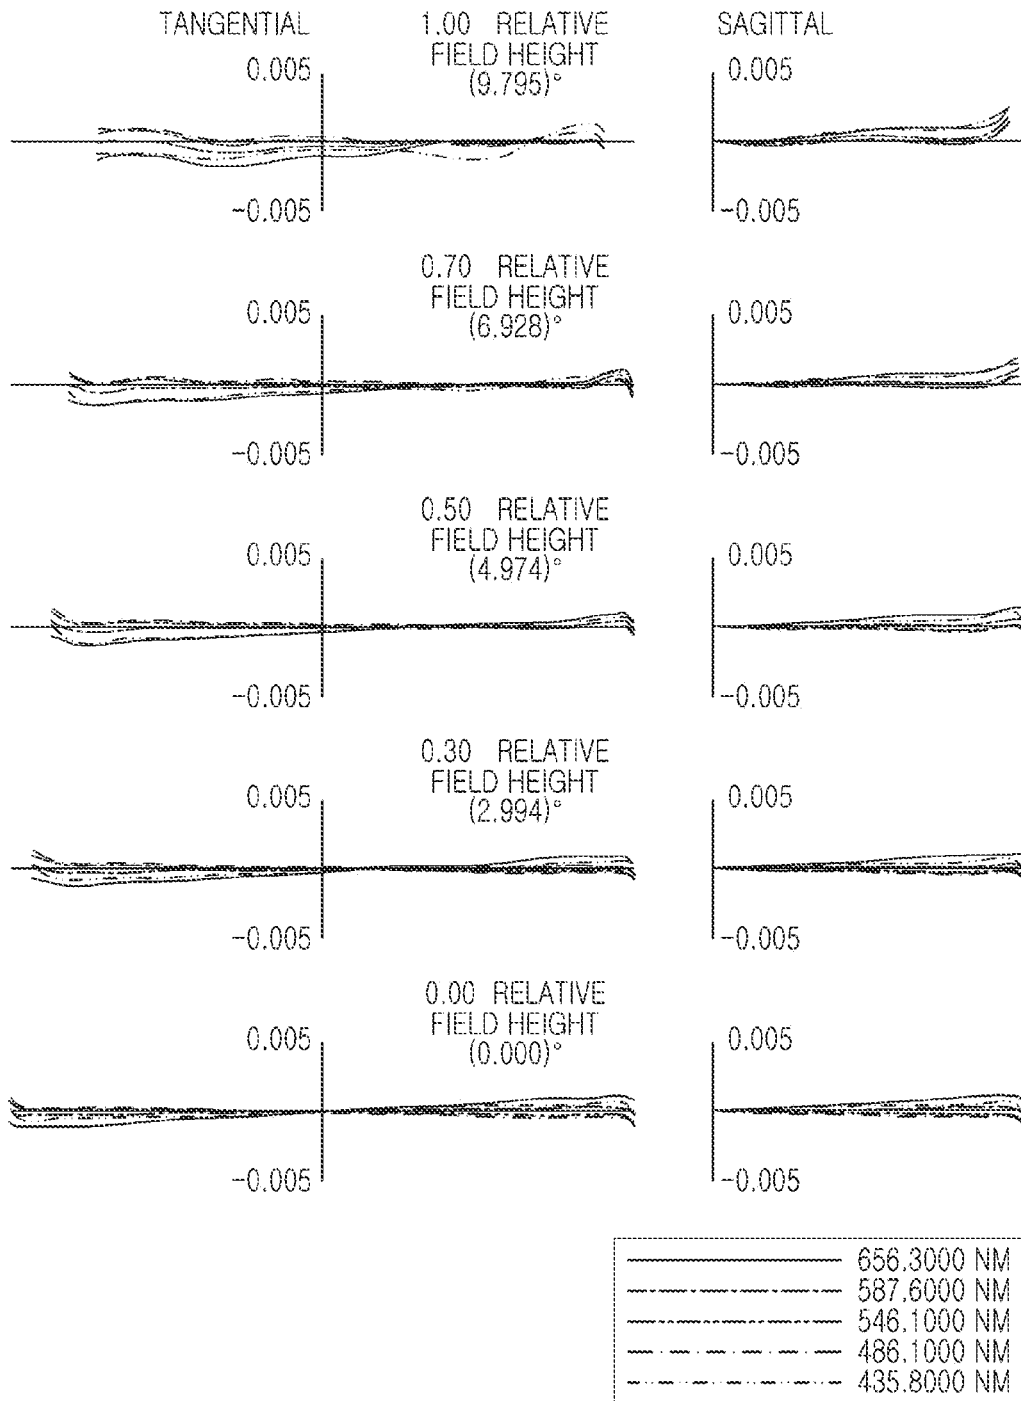 TANGENTIAL 1.00 RELATIVE SAGITTAL
FIELD HEIGHT
0.005 (9.795)° 0.005
-0.005 -0.005
0.70 RELATIVE
FIELD HEIGHT
0.005 (6.928)° 0.005
-0.005 -0.005
0.50 RELATIVE
FIELD HEIGHT
0.005 (4.974)° 0.005
-0.005 -0.005
0.30 RELATIVE
FIELD HEIGHT
0.005 (2.994)° 0.005
-0.005 -0.005
0.00 RELATIVE
FIELD HEIGHT
0.005 (0.000)° 0.005
-0.005 -0.005
656.3000 NM
587.6000 NM
546.1000 NM
486.1000 NM
435.8000 NM